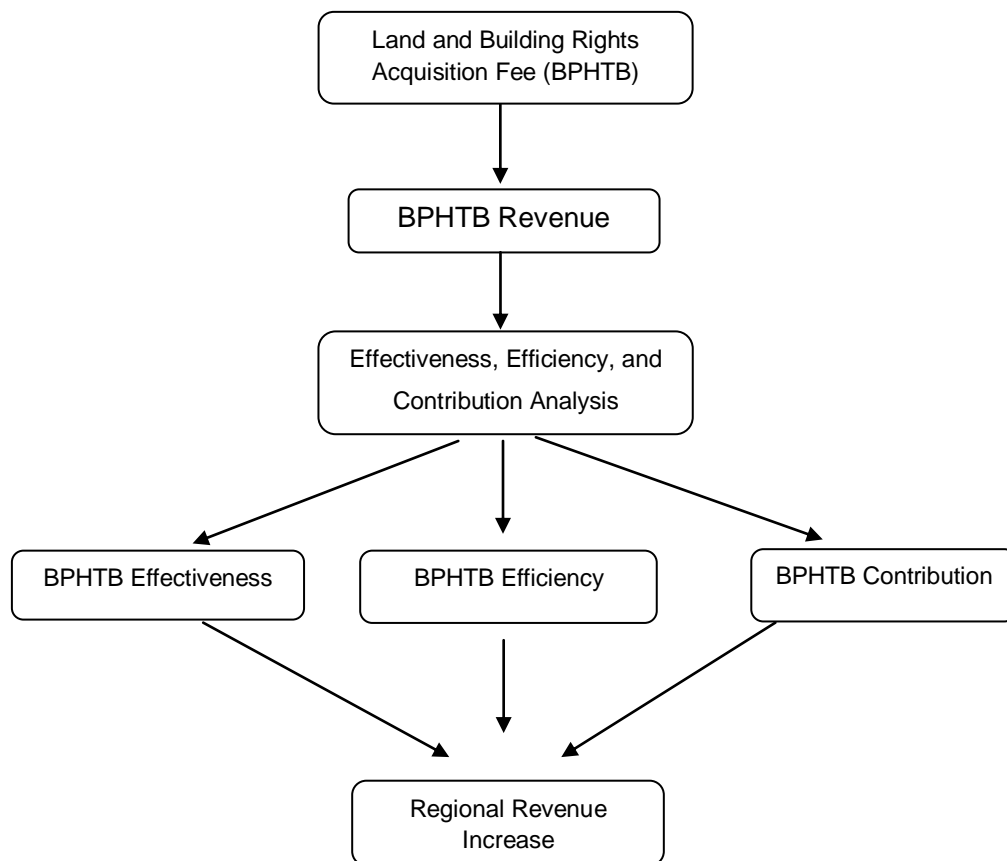 Land and Building Rights
Acquisition Fee (BPHTB)
BPHTB Revenue
Effectiveness, Efficiency, and
Contribution Analysis
BPHTB Effectiveness
BPHTB Efficiency
BPHTB Contribution
Regional Revenue
Increase